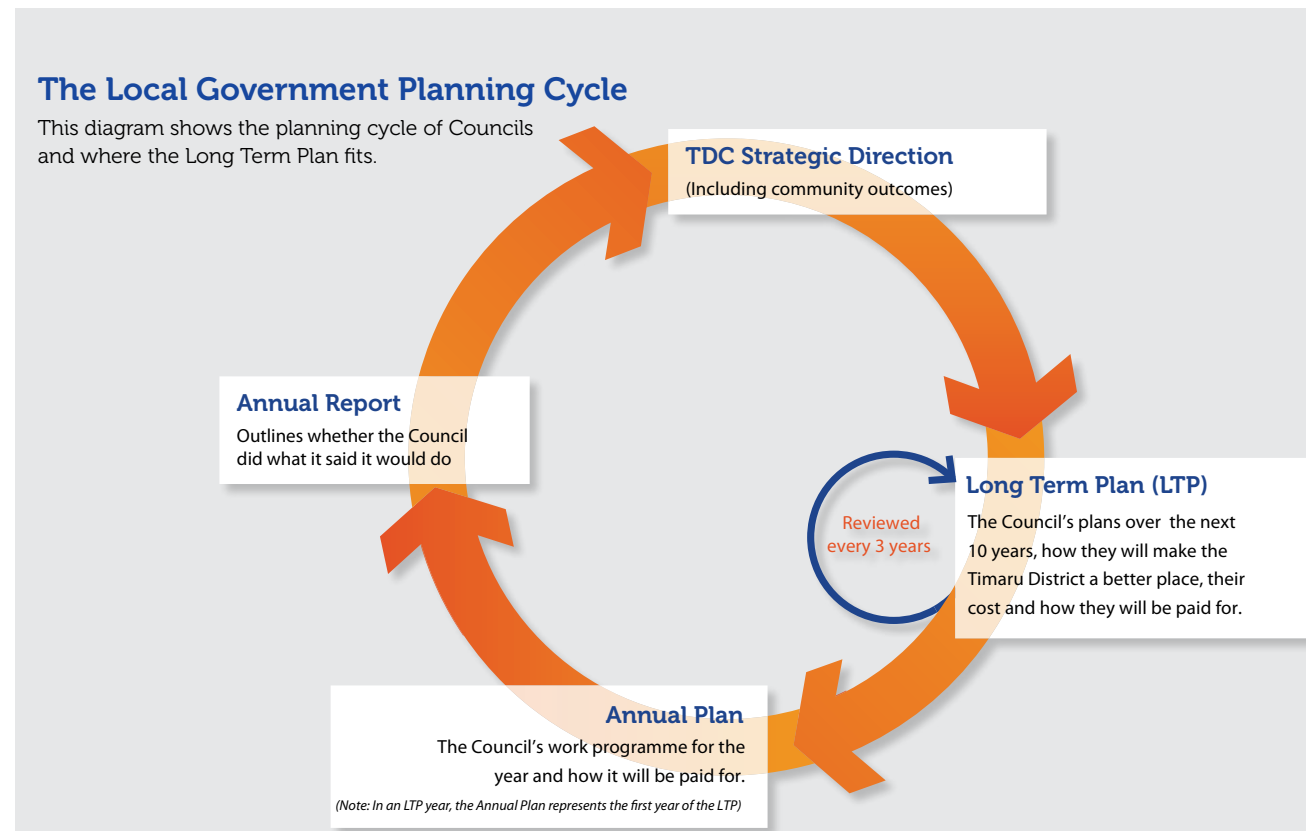 The Local Government Planning Cycle
This diagram shows the planning cycle of Councils
and where the Long Term Plan fits.
TDC Strategic Direction
(Including community outcomes)
Long Term Plan (LTP)
The Council’s plans over the next
10 years, how they will make the
Timaru District a better place, their
cost and how they will be paid for.
Reviewed
every 3 years
Annual Plan
The Council’s work programme for the
year and how it will be paid for.
(Note: In an LTP year, the Annual Plan represents the first year of the LTP)
Annual Report
Outlines whether the Council
did what it said it would do